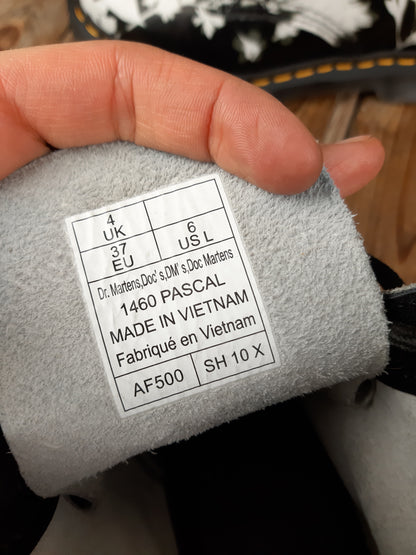 4
UK
37
EU
6
US L
Dr. Martens,Doc' s,DM' s,Doc Martens
1460 PASCAL
MADE IN VIETNAM
Fabriqué en Vietnam
AF500
SH 10 X